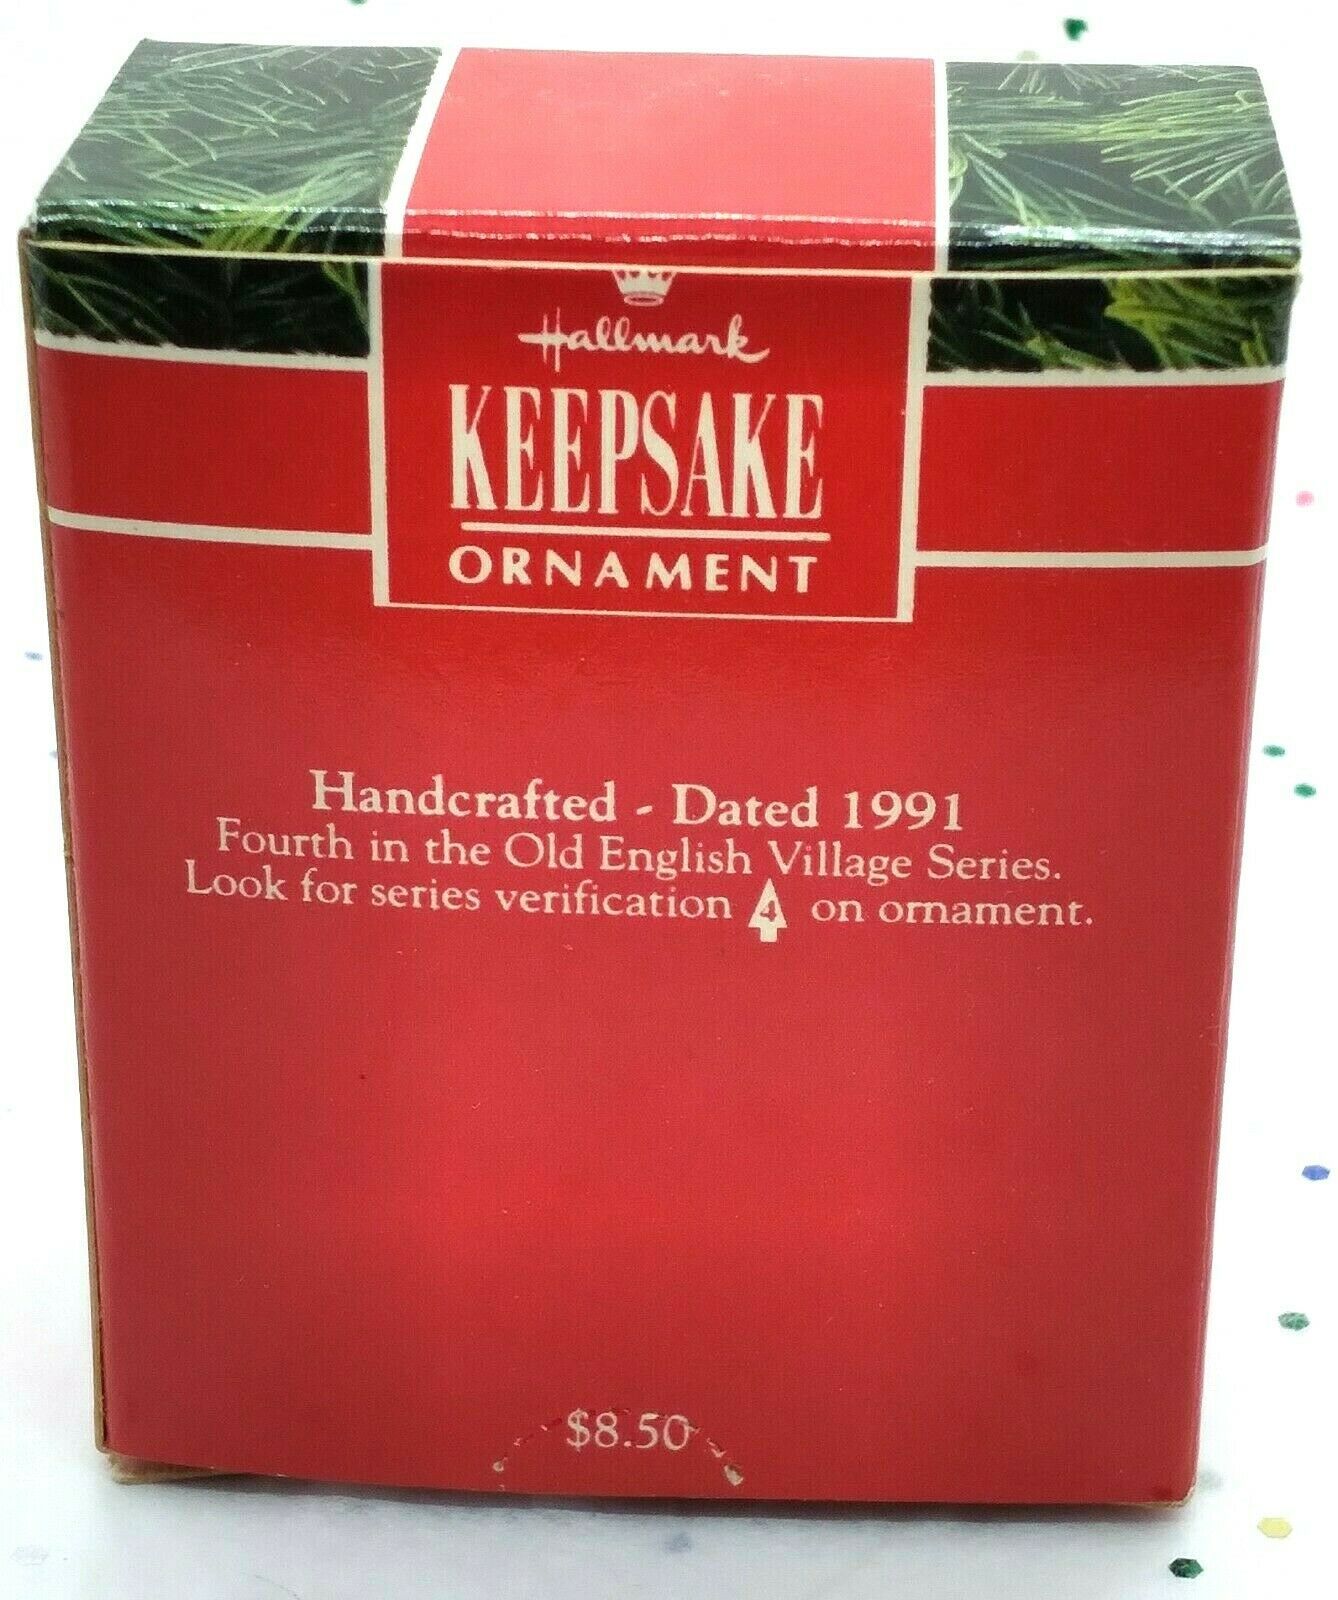 Hallmark
KEEPSAKE
ORNAMENT
Handcrafted - Dated 1991
Fourth in the Old English Village Series.
Look for series verification 4 on ornament.
$8.50